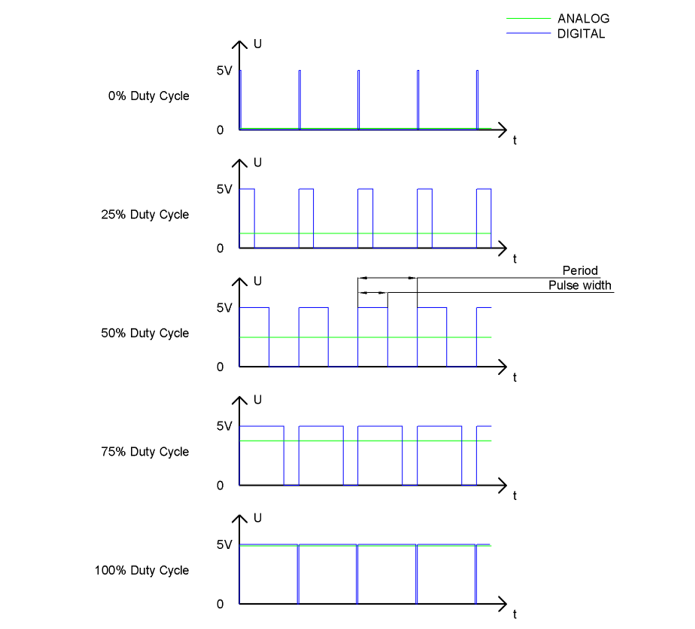 ANALOG
DIGITAL
U
5V
0% Duty Cycle
0
t
U
5V
25% Duty Cycle
0
t
Period
U
Pulse width
5V
50% Duty Cycle
0
t
U
5V
75% Duty Cycle
0
t
U
5V
100% Duty Cycle
0
t